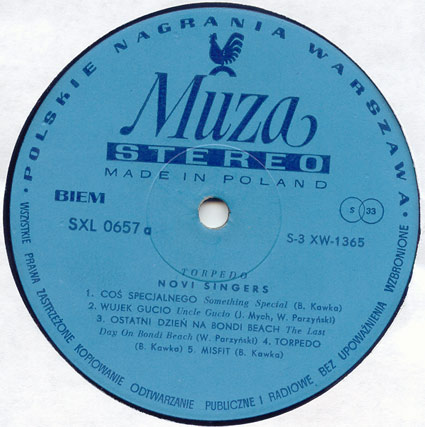 • POLSKIE NAGRANIA WARSZAWA •
Muza
STEREO
MADE IN POLAND
BIEM
S 33
SXL 0657 a
S-3 XW-1365
TORPEDO
NOVI SINGERS
1. COŚ SPECJALNEGO Something Special (B. Kawka)
2. WUJEK GUCIO Uncle Gucio (J. Mych, W. Parzyński)
3. OSTATNI DZIEŃ NA BONDI BEACH The Last
Day On Bondi Beach (W. Parzyński) 4. TORPEDO
(B. Kawka) 5. MISFIT (B. Kawka)
WSZYSTKIE PRAWA ZASTRZEŻONE KOPIOWANIE ODTWARZANIE PUBLICZNE I RADIOWE BEZ UPOWAŻNIENIA WZBRONIONE